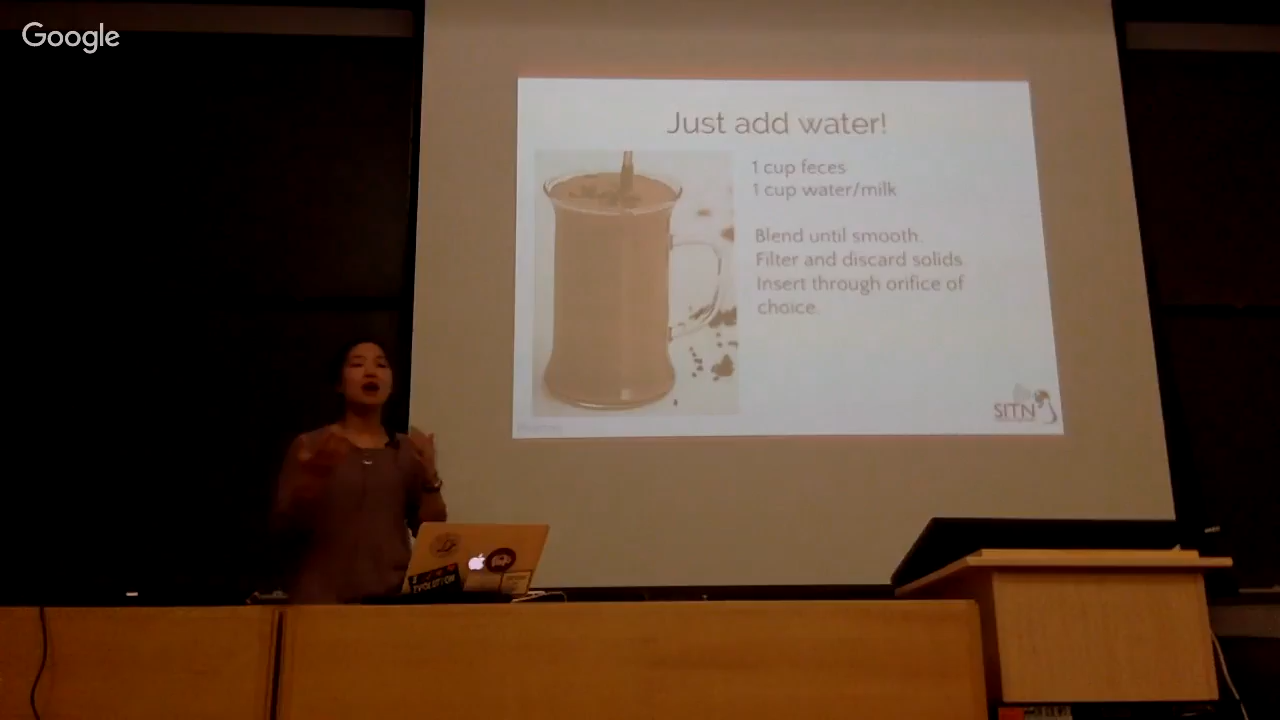 Google
Just add water!
1 cup feces
1 cup water/milk
Blend until smooth.
Filter and discard solids
Insert through orifice of
choice.
SITN
EVOLUTION